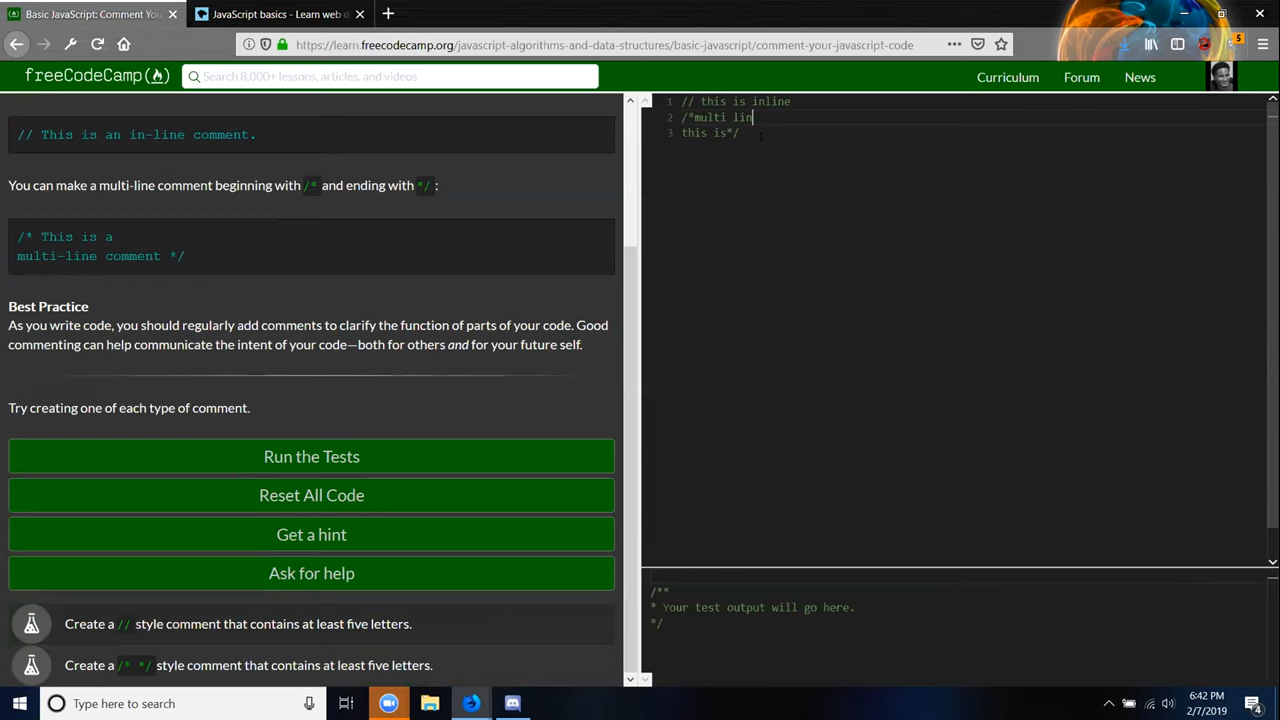 Basic JavaScript: Comment You
JavaScript basics - Learn web d
https://learn.freecodecamp.org/javascript-algorithms-and-data-structures/basic-javascript/comment-your-javascript-code
5
freeCodeCamp
Search 8,000+ lessons, articles, and videos
Curriculum
Forum
News
// This is an in-line comment.
You can make a multi-line comment beginning with /* and ending with */ :
/* This is a
multi-line comment */
Best Practice
As you write code, you should regularly add comments to clarify the function of parts of your code. Good
commenting can help communicate the intent of your code—both for others and for your future self.
Try creating one of each type of comment.
Run the Tests
Reset All Code
Get a hint
Ask for help
Create a // style comment that contains at least five letters.
Create a /* */ style comment that contains at least five letters.
1 // this is inline
2 /*multi lin
3 this is*/
/**
* Your test output will go here.
*/
Type here to search
6:42 PM
2/7/2019
4